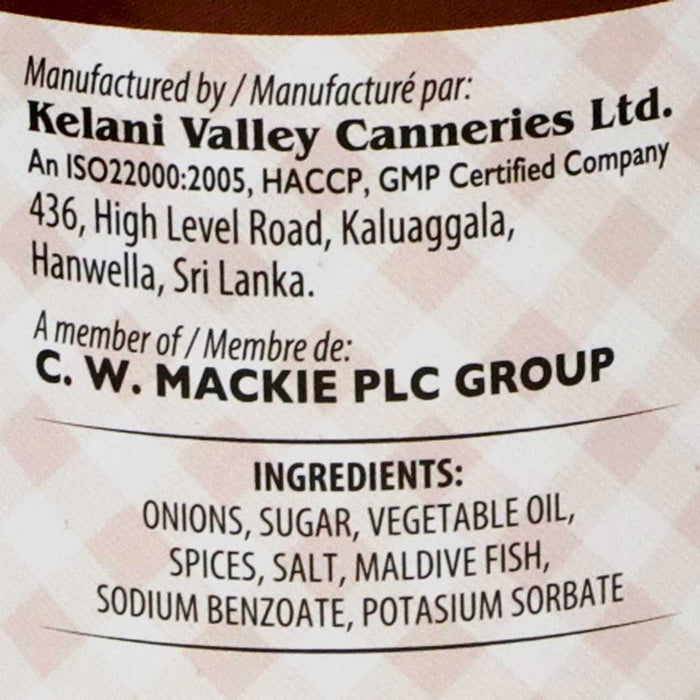 Manufactured by / Manufacturé par:
Kelani Valley Canneries Ltd.
An ISO22000:2005, HACCP, GMP Certified Company
436, High Level Road, Kaluaggala,
Hanwella, Sri Lanka.
A member of / Membre de:
C. W. MACKIE PLC GROUP
INGREDIENTS:
ONIONS, SUGAR, VEGETABLE OIL,
SPICES, SALT, MALDIVE FISH,
SODIUM BENZOATE, POTASIUM SORBATE